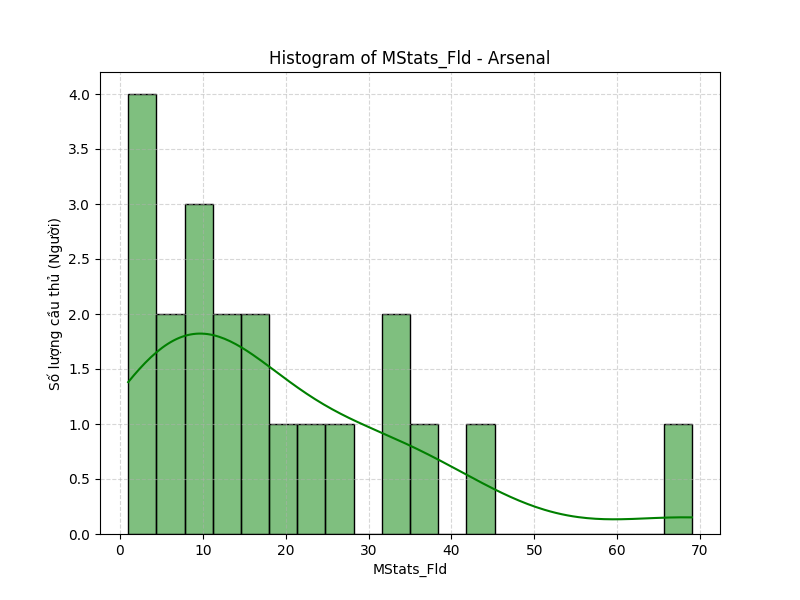 Histogram of MStats_Fld - Arsenal
Số lượng cầu thủ (Người)
4.0
3.5
3.0
2.5
2.0
1.5
1.0
0.5
0.0
0 10 20 30 40 50 60 70
MStats_Fld